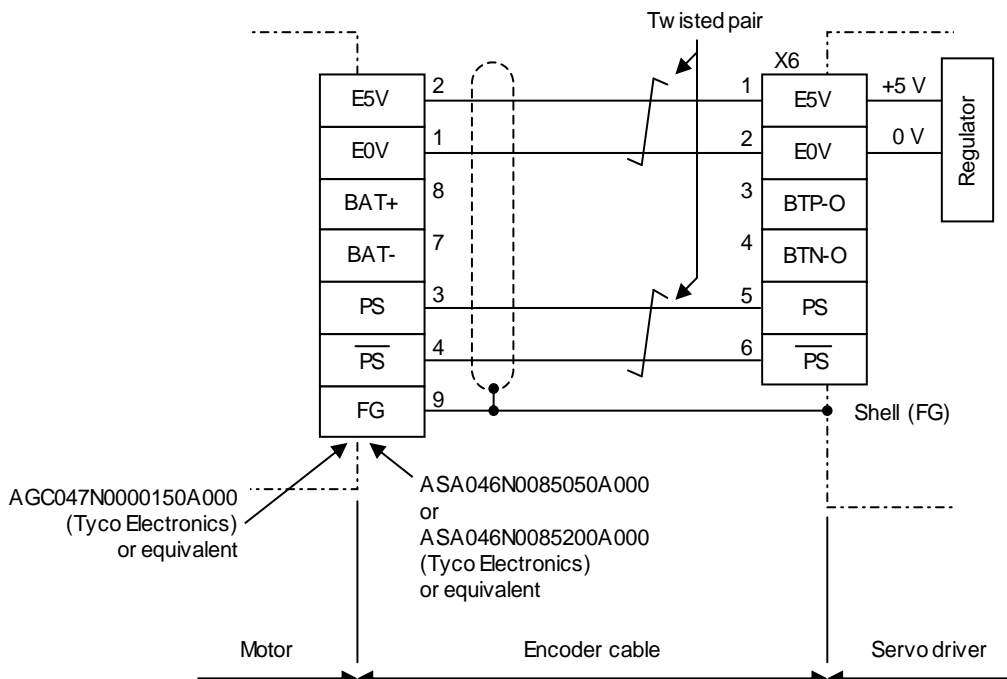 Twisted pair
X6
E5V 2 1 E5V +5 V
E0V 1 2 E0V 0 V
Regulator
BAT+ 8 3 BTP-O
BAT- 7 4 BTN-O
PS 3 5 PS
P̅S̅ 4 6 P̅S̅
FG 9 Shell (FG)
AGC047N0000150A000
(Tyco Electronics)
or equivalent
ASA046N0085050A000
or
ASA046N0085200A000
(Tyco Electronics)
or equivalent
Motor Encoder cable Servo driver